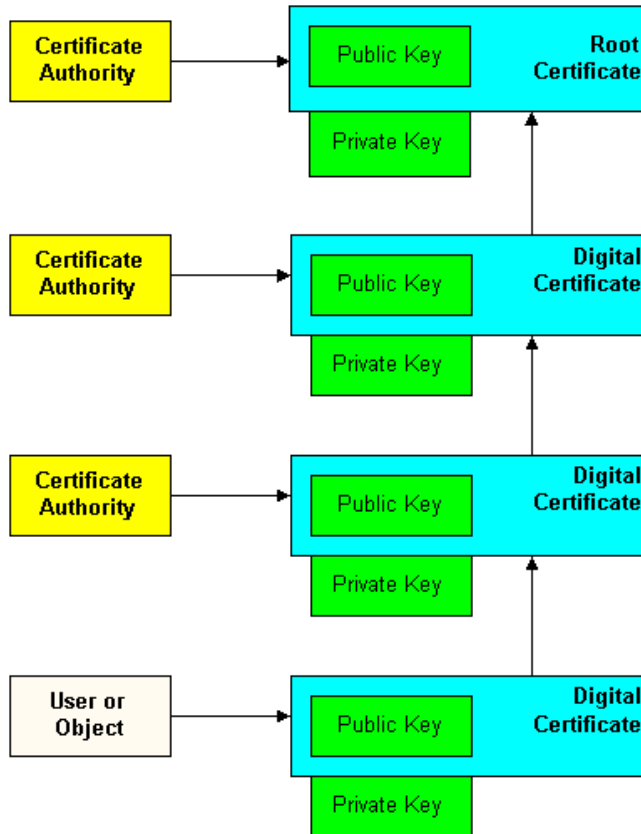 Certificate
Authority
Public Key
Root
Certificate
Private Key
Certificate
Authority
Public Key
Digital
Certificate
Private Key
Certificate
Authority
Public Key
Digital
Certificate
Private Key
User or
Object
Public Key
Digital
Certificate
Private Key